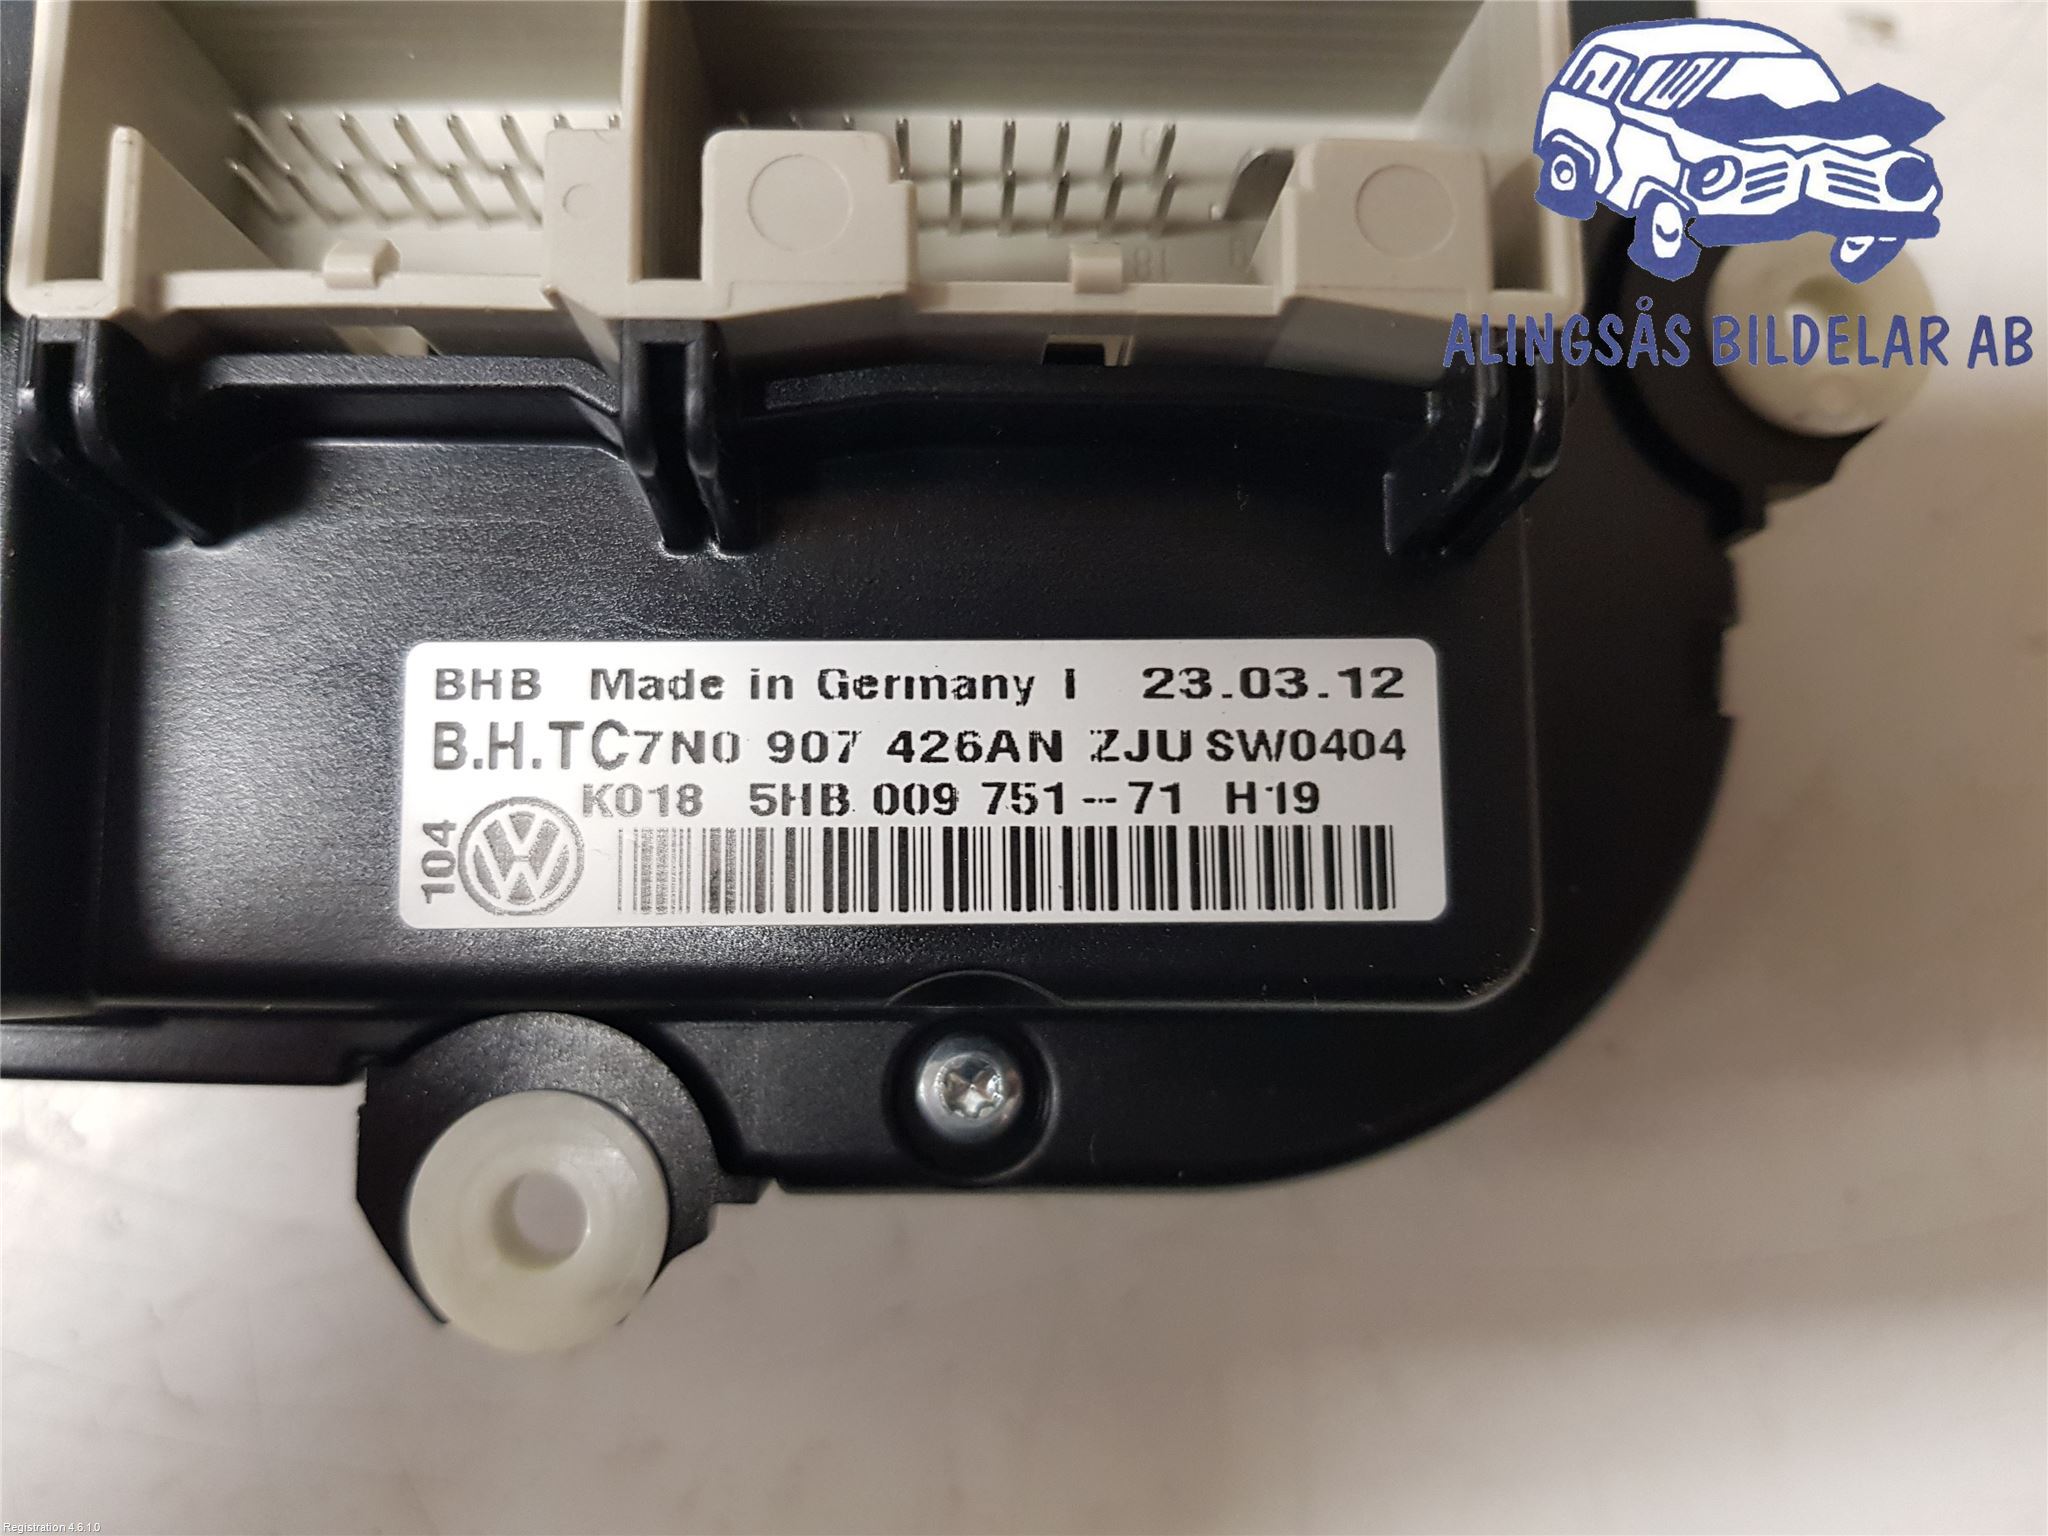 ALINGSÅS BILDELAR AB
BHB Made in Germany I 23.03.12
B.H.T C 7N0 907 426AN ZJU SW0404
K018 5HB 009 751--71 H19
104
Registration 4.6.1.0